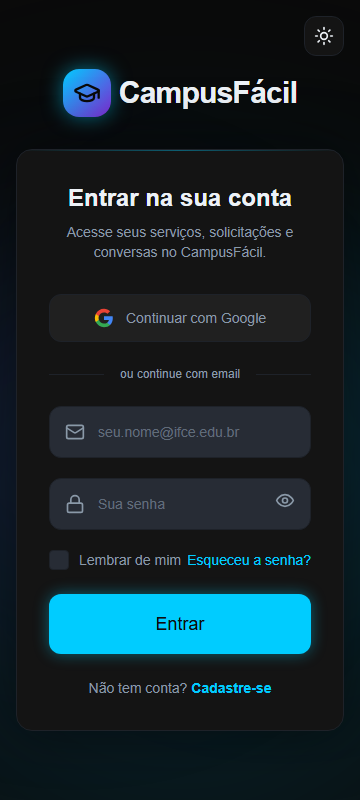 CampusFácil
Entrar na sua conta
Acesse seus serviços, solicitações e
conversas no CampusFácil.
Continuar com Google
ou continue com email
seu.nome@ifce.edu.br
Sua senha
Lembrar de mim Esqueceu a senha?
Entrar
Não tem conta? Cadastre-se